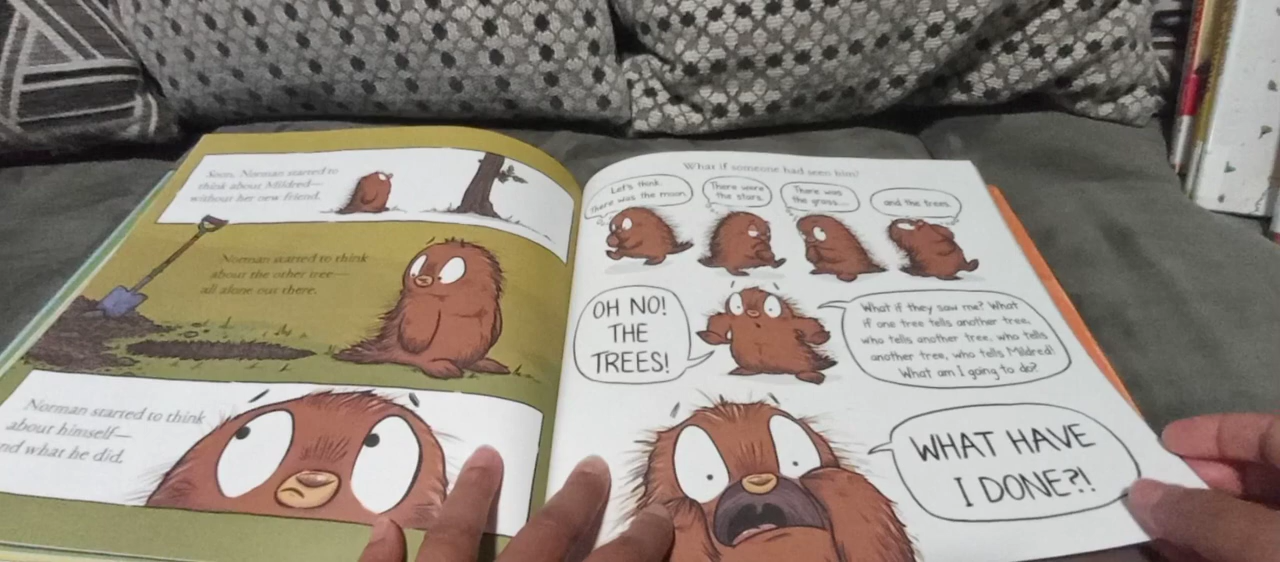 Soon, Norman started to
think about Mildred—
without her new friend.
Norman started to think
about the other tree—
all alone out there.
Norman started to think
about himself—
nd what he did.
What if someone had seen him?
Let's think.
There was the moon.
There were
the stars.
There was
the grass...
and the trees.
OH NO!
THE
TREES!
What if they saw me? What
if one tree tells another tree,
who tells another tree, who tells
another tree, who tells Mildred!
What am I going to do?
WHAT HAVE
I DONE?!